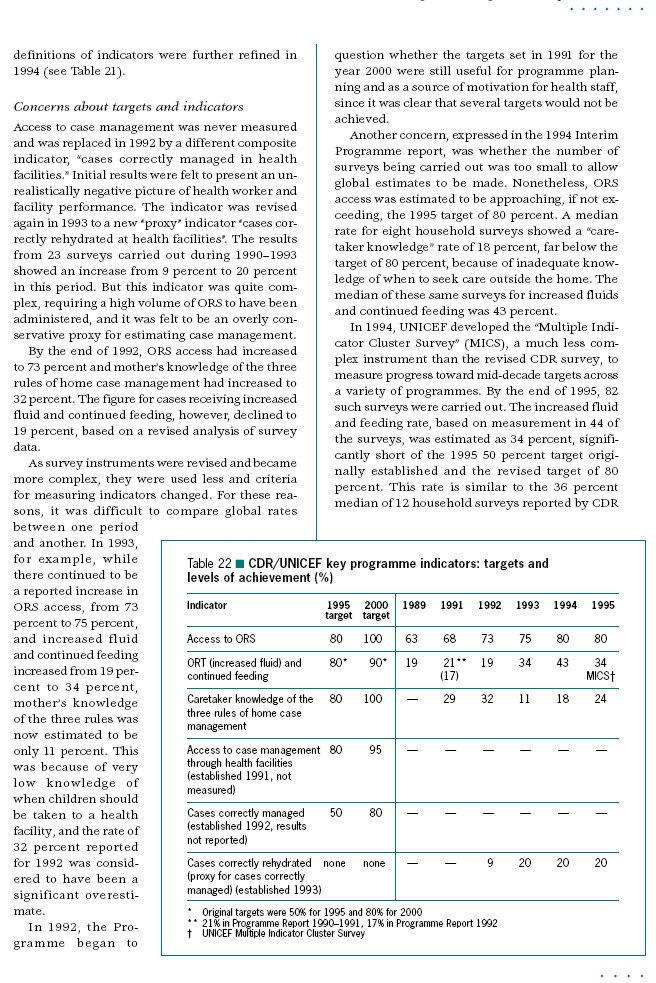 definitions of indicators were further refined in
1994 (see Table 21).
Concerns about targets and indicators
Access to case management was never measured
and was replaced in 1992 by a different composite
indicator, “cases correctly managed in health
facilities.” Initial results were felt to present an un-
realistically negative picture of health worker and
facility performance. The indicator was revised
again in 1993 to a new “proxy” indicator “cases cor-
rectly rehydrated at health facilities”. The results
from 23 surveys carried out during 1990–1993
showed an increase from 9 percent to 20 percent
in this period. But this indicator was quite com-
plex, requiring a high volume of ORS to have been
administered, and it was felt to be an overly con-
servative proxy for estimating case management.
By the end of 1992, ORS access had increased
to 73 percent and mother’s knowledge of the three
rules of home case management had increased to
32 percent. The figure for cases receiving increased
fluid and continued feeding, however, declined to
19 percent, based on a revised analysis of survey
data.
As survey instruments were revised and became
more complex, they were used less and criteria
for measuring indicators changed. For these rea-
sons, it was difficult to compare global rates
between one period
and another. In 1993,
for example, while
there continued to be
a reported increase in
ORS access, from 73
percent to 75 percent,
and increased fluid
and continued feeding
increased from 19 per-
cent to 34 percent,
mother’s knowledge
of the three rules was
now estimated to be
only 11 percent. This
was because of very
low knowledge of
when children should
be taken to a health
facility, and the rate of
32 percent reported
for 1992 was consid-
ered to have been a
significant overesti-
mate.
In 1992, the Pro-
gramme began to
question whether the targets set in 1991 for the
year 2000 were still useful for programme plan-
ning and as a source of motivation for health staff,
since it was clear that several targets would not be
achieved.
Another concern, expressed in the 1994 Interim
Programme report, was whether the number of
surveys being carried out was too small to allow
global estimates to be made. Nonetheless, ORS
access was estimated to be approaching, if not ex-
ceeding, the 1995 target of 80 percent. A median
rate for eight household surveys showed a “care-
taker knowledge” rate of 18 percent, far below the
target of 80 percent, because of inadequate know-
ledge of when to seek care outside the home. The
median of these same surveys for increased fluids
and continued feeding was 43 percent.
In 1994, UNICEF developed the “Multiple Indi-
cator Cluster Survey” (MICS), a much less com-
plex instrument than the revised CDR survey, to
measure progress toward mid-decade targets across
a variety of programmes. By the end of 1995, 82
such surveys were carried out. The increased fluid
and feeding rate, based on measurement in 44 of
the surveys, was estimated as 34 percent, signifi-
cantly short of the 1995 50 percent target origi-
nally established and the revised target of 80
percent. This rate is similar to the 36 percent
median of 12 household surveys reported by CDR
Table 22 ■ CDR/UNICEF key programme indicators: targets and
levels of achievement (%)
Indicator 1995 target 2000 target 1989 1991 1992 1993 1994 1995
Access to ORS 80 100 63 68 73 75 80 80
ORT (increased fluid) and 80* 90* 19 21** 19 34 43 34
continued feeding (17) MICS†
Caretaker knowledge of the 80 100 — 29 32 11 18 24
three rules of home case
management
Access to case management 80 95 — — — — — —
through health facilities
(established 1991, not
measured)
Cases correctly managed 50 80 — — — — — —
(established 1992, results
not reported)
Cases correctly rehydrated none none — — 9 20 20 20
(proxy for cases correctly
managed) (established 1993)
* Original targets were 50% for 1995 and 80% for 2000
** 21% in Programme Report 1990–1991, 17% in Programme Report 1992
† UNICEF Multiple Indicator Cluster Survey